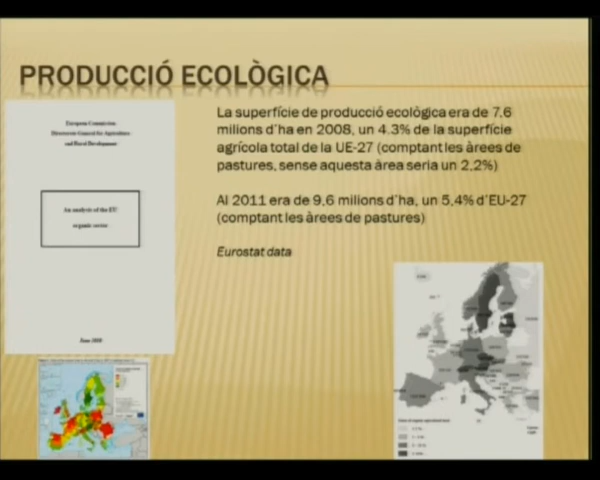 PRODUCCIÓ ECOLÒGICA
European Commission
Directorate-General for Agriculture
and Rural Development
An analysis of the EU
organic sector
June 2010
La superfície de producció ecològica era de 7,6
milions d'ha en 2008, un 4.3% de la superfície
agrícola total de la UE-27 (comptant les àrees de
pastures, sense aquesta àrea seria un 2,2%)
Al 2011 era de 9,6 milions d'ha, un 5,4% d'EU-27
(comptant les àrees de pastures)
Eurostat data